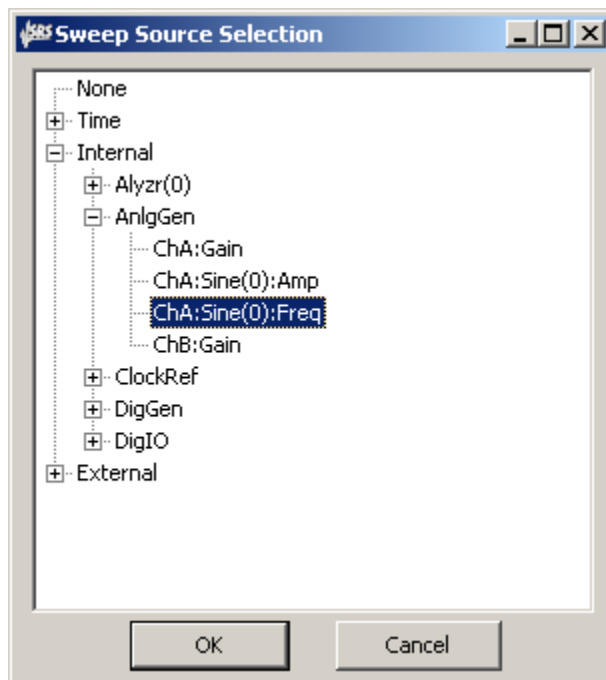 SRS Sweep Source Selection
None
Time
Internal
Alyzr(0)
AnlgGen
ChA:Gain
ChA:Sine(0):Amp
ChA:Sine(0):Freq
ChB:Gain
ClockRef
DigGen
DigIO
External
OK Cancel